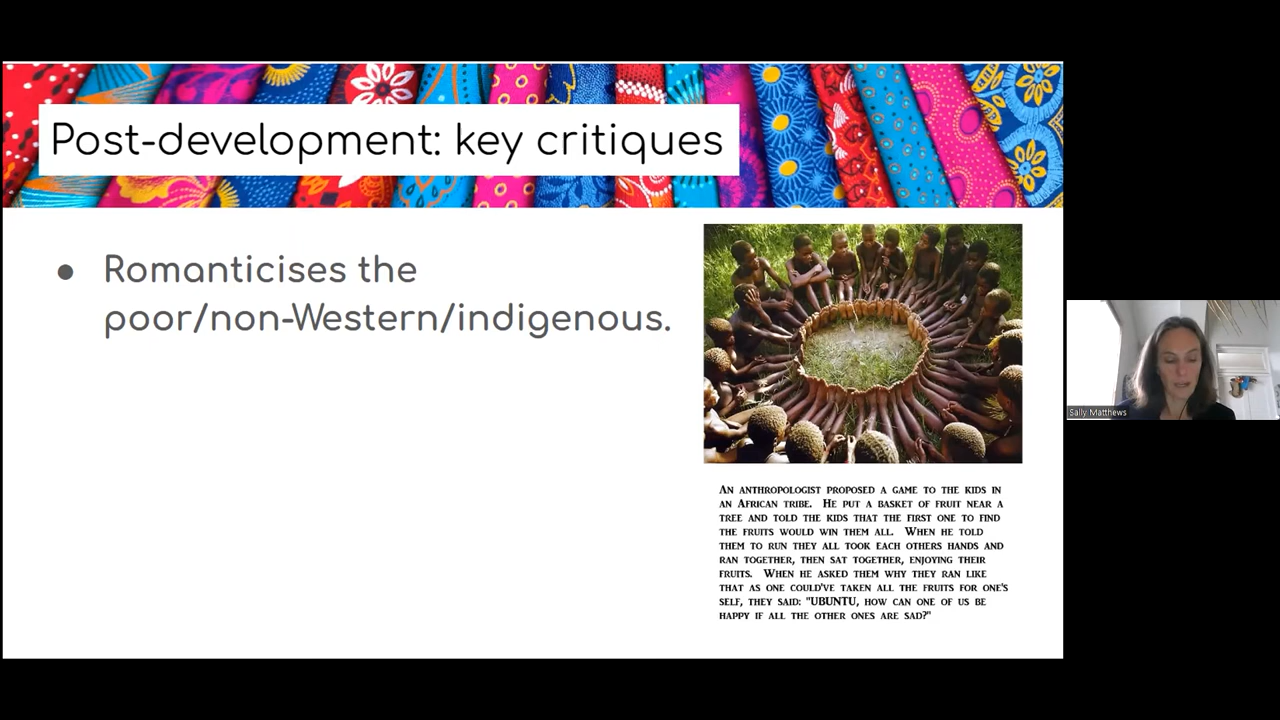 Post-development: key critiques
● Romanticises the
poor/non-Western/indigenous.
AN ANTHROPOLOGIST PROPOSED A GAME TO THE KIDS IN
AN AFRICAN TRIBE. HE PUT A BASKET OF FRUIT NEAR A
TREE AND TOLD THE KIDS THAT THE FIRST ONE TO FIND
THE FRUITS WOULD WIN THEM ALL. WHEN HE TOLD
THEM TO RUN THEY ALL TOOK EACH OTHERS HANDS AND
RAN TOGETHER, THEN SAT TOGETHER, ENJOYING THEIR
FRUITS. WHEN HE ASKED THEM WHY THEY RAN LIKE
THAT AS ONE COULD'VE TAKEN ALL THE FRUITS FOR ONE'S
SELF, THEY SAID: "UBUNTU, HOW CAN ONE OF US BE
HAPPY IF ALL THE OTHER ONES ARE SAD?"
Sally Matthews